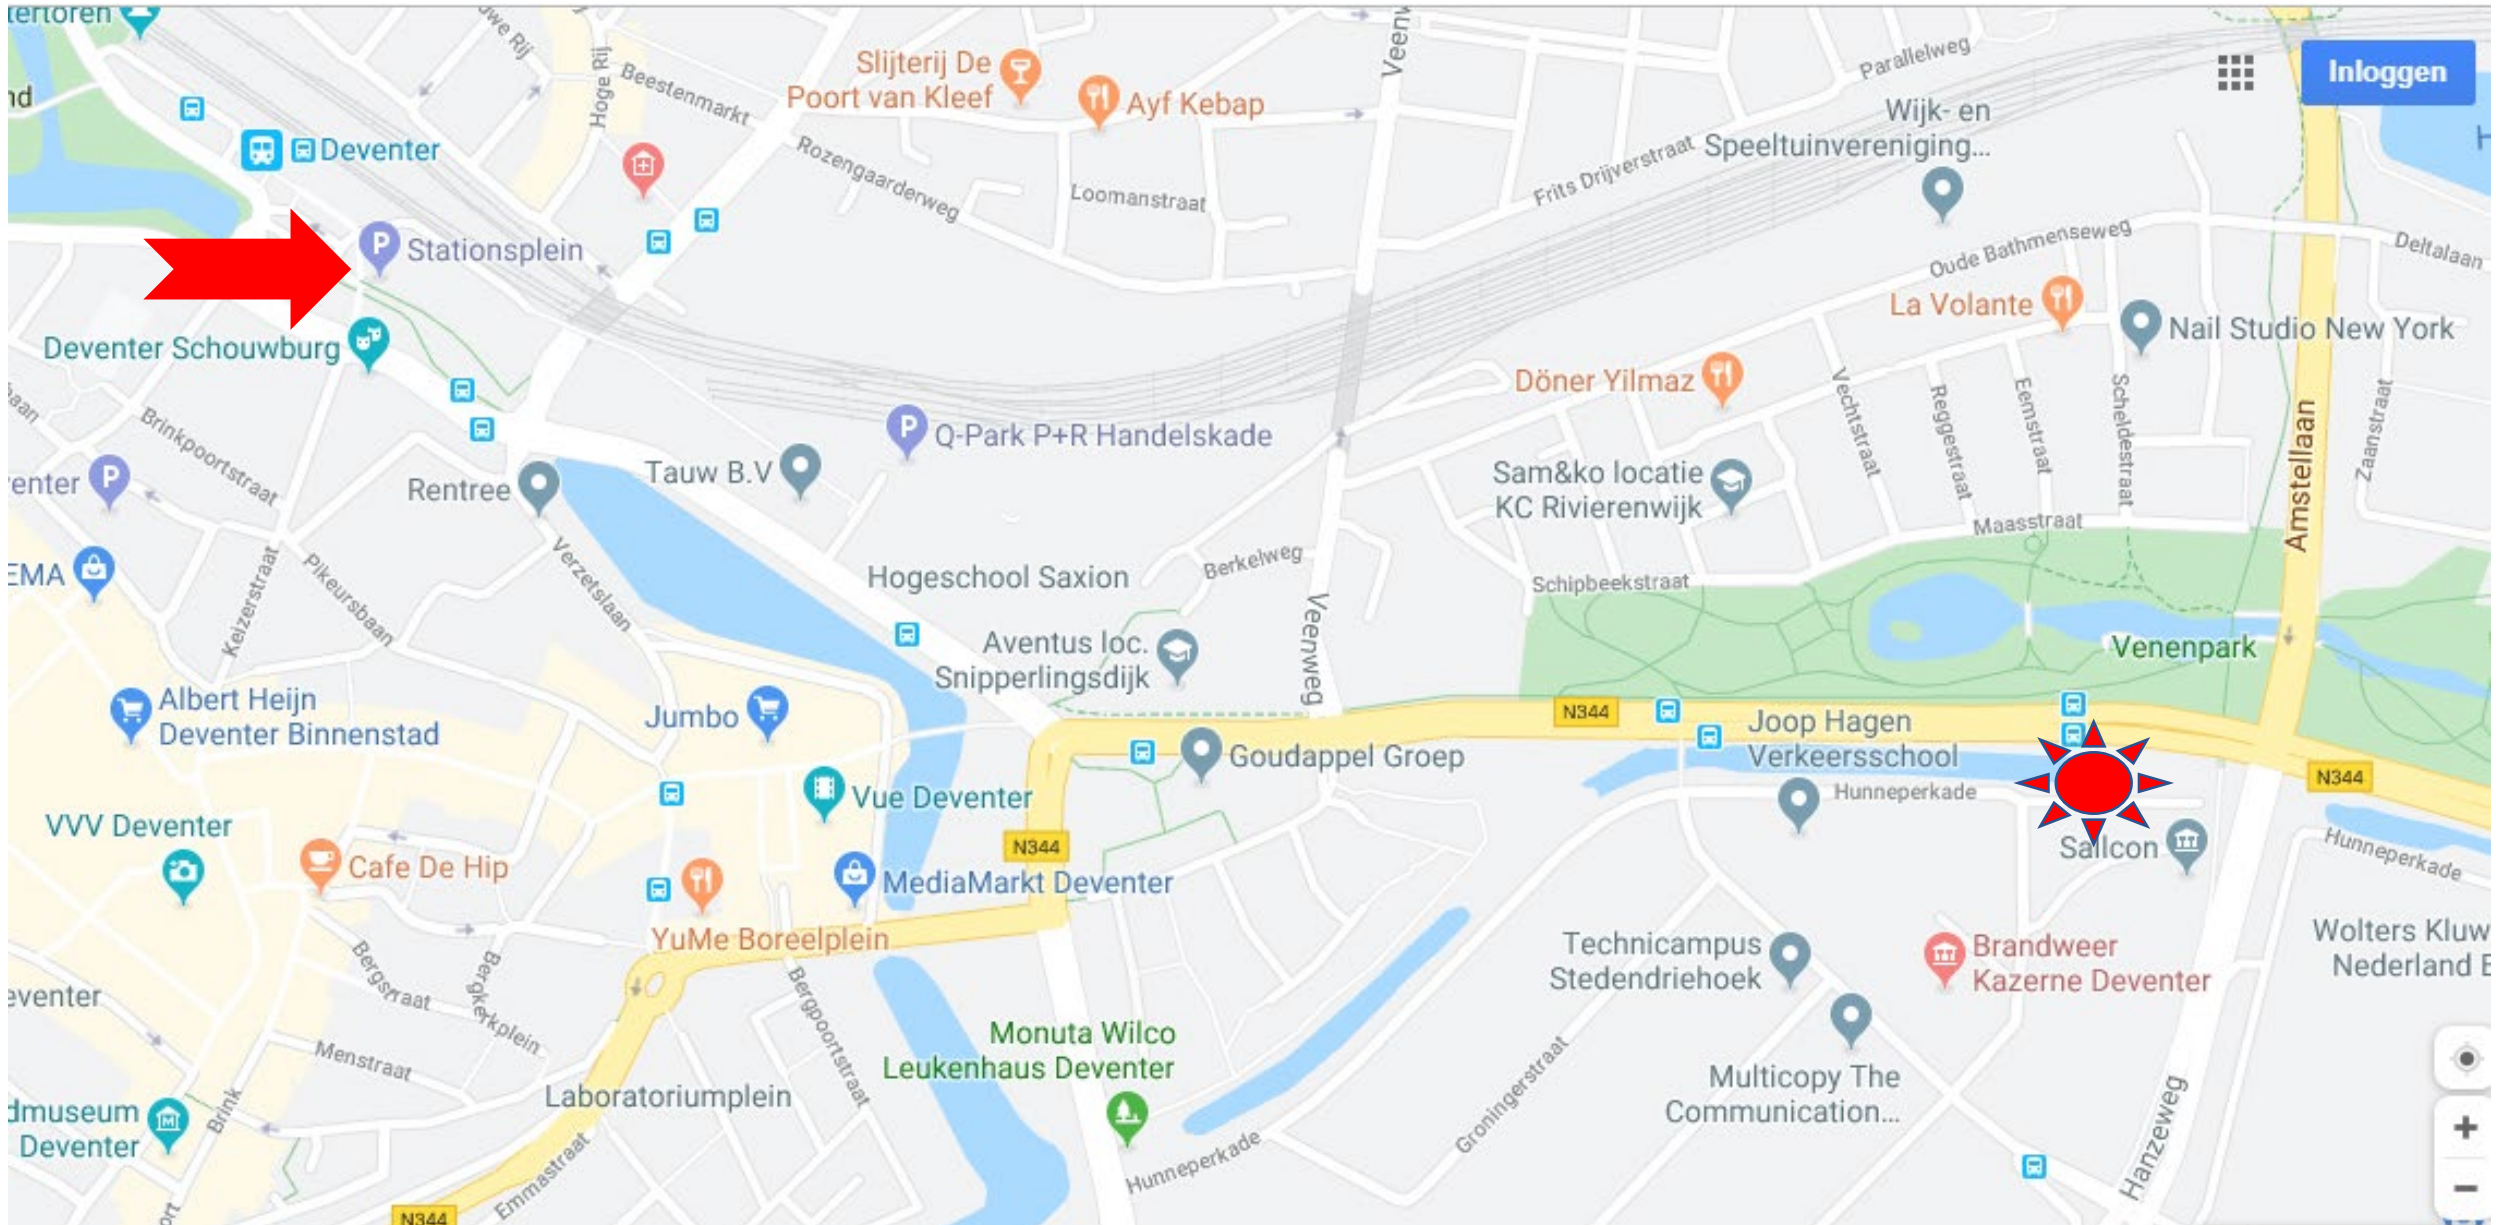 Inloggen
Parallelweg
Slijterij De
Poort van Kleef
Ayf Kebap
Hoge Rij
Beestenmarkt
Wijk- en
Speeltuinvereniging...
Deventer
Rozengaarderweg
Loomanstraat
Frits Drijverstraat
Oude Bathmenseweg
Deltalaan
Stationsplein
La Volante
Nail Studio New York
Deventer Schouwburg
Döner Yilmaz
Vechtstraat
Reggestraat
Eemstraat
Scheldestraat
Zaanstraat
Amstellaan
Brinkpoortstraat
Q-Park P+R Handelskade
Tauw B.V
Rentree
Sam&ko locatie
KC Rivierenwijk
Maasstraat
Keizerstraat
Pikeursbaan
Verzetslaan
Hogeschool Saxion
Berkelweg
Schipbeekstraat
Veenweg
Aventus loc.
Snipperlingsdijk
Venenpark
Albert Heijn
Deventer Binnenstad
Jumbo
N344
Joop Hagen
Verkeersschool
Goudappel Groep
N344
Vue Deventer
Hunneperkade
VVV Deventer
N344
Sallcon
Hunneperkade
Cafe De Hip
MediaMarkt Deventer
YuMe Boreelplein
Technicampus
Stedendriehoek
Brandweer
Kazerne Deventer
Bergstraat
Bergkerkplein
Bergpoortstraat
Monuta Wilco
Leukenhaus Deventer
Menstraat
Laboratoriumplein
Groningerstraat
Multicopy The
Communication...
Deventer
Brink
Emmastraat
Hunneperkade
Hanzeweg
N344